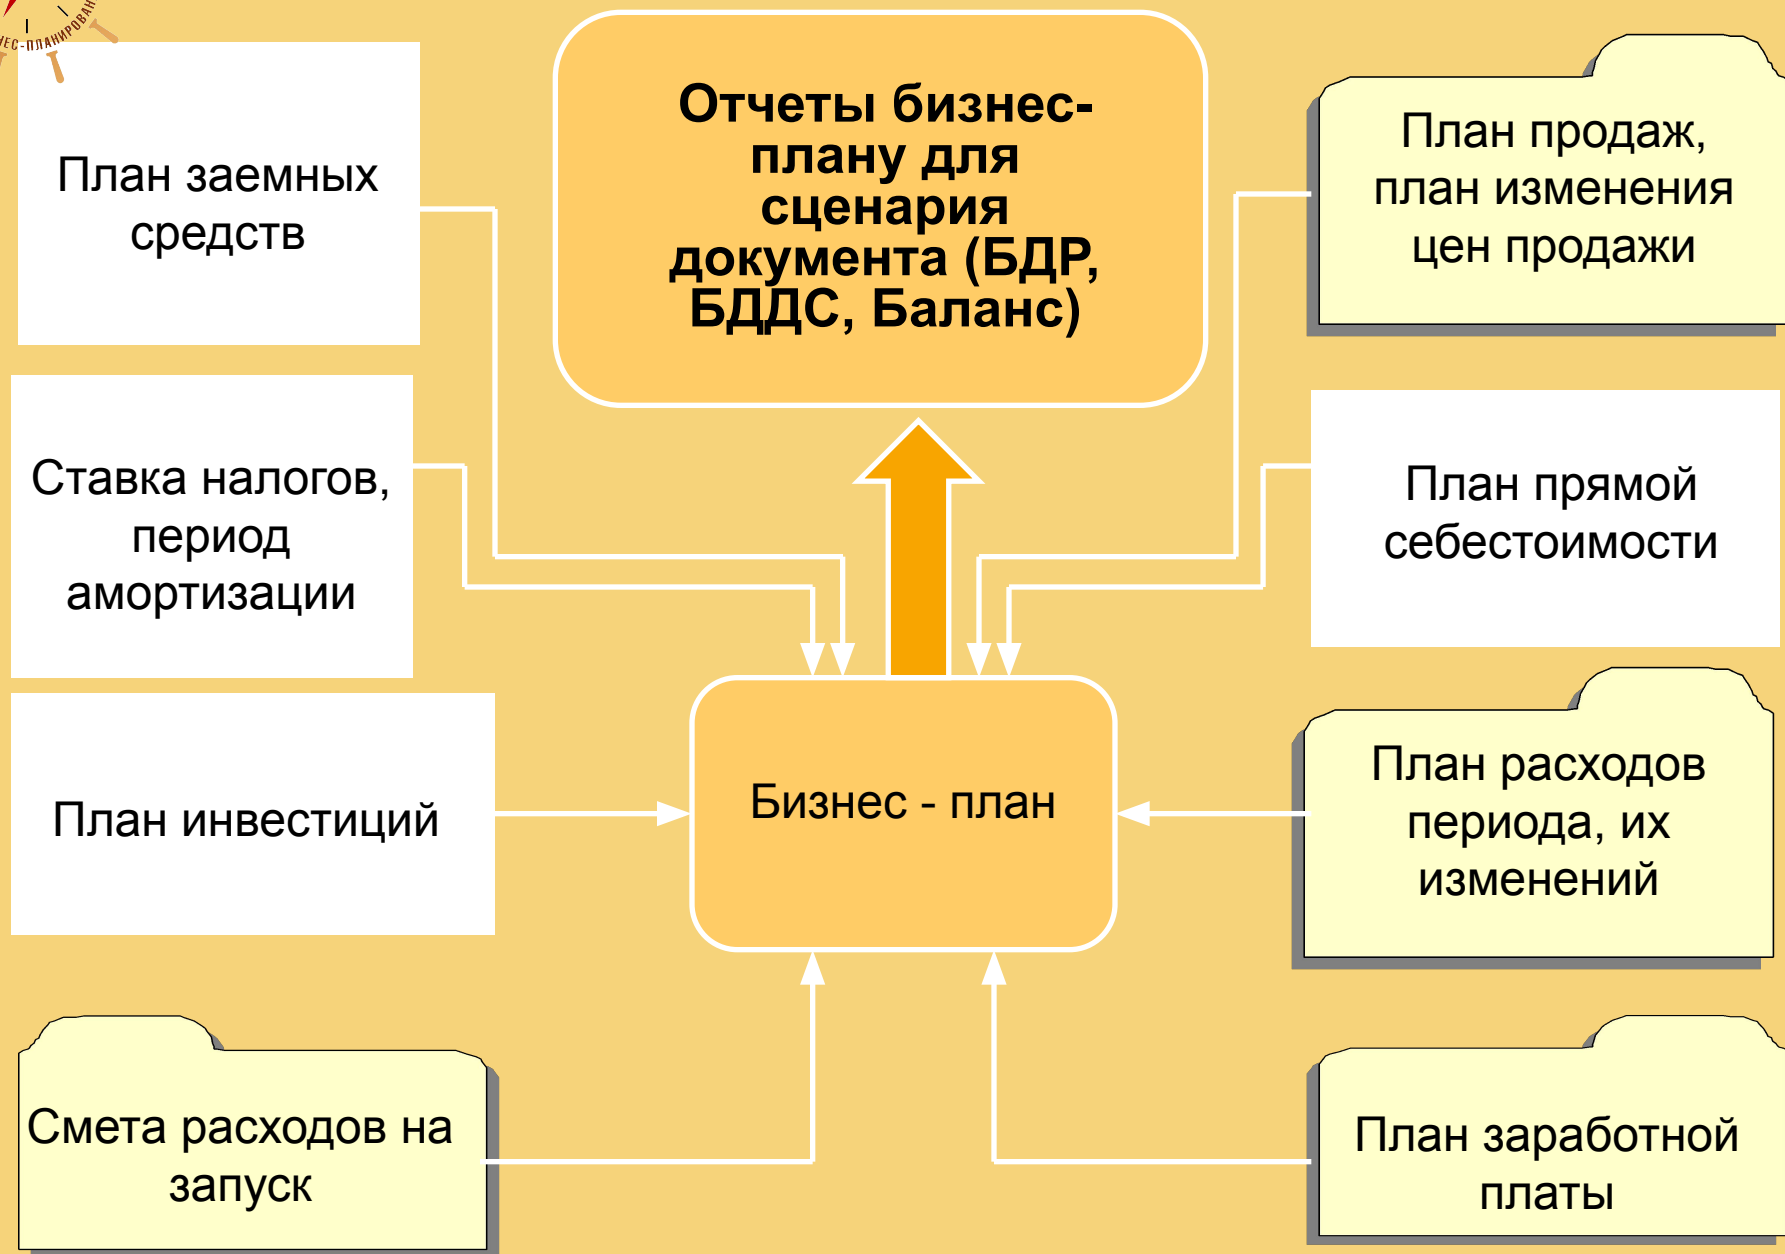 План заемных
средств
Отчеты бизнес-
плану для
сценария
документа (БДР,
БДДС, Баланс)
План продаж,
план изменения
цен продажи
Ставка налогов,
период
амортизации
План прямой
себестоимости
План инвестиций
Бизнес - план
План расходов
периода, их
изменений
Смета расходов на
запуск
План заработной
платы